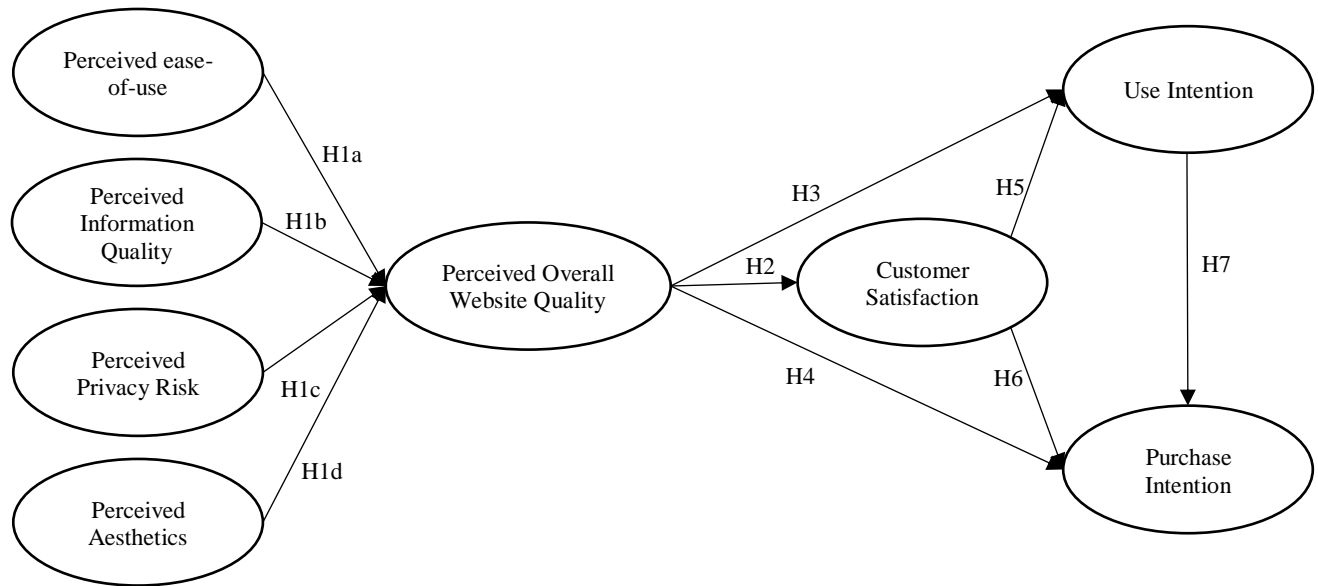 Perceived ease-
of-use
H1a
Perceived
Information
Quality
H1b
Perceived
Privacy Risk
H1c
Perceived
Aesthetics
H1d
Perceived Overall
Website Quality
H3
H2
H4
Customer
Satisfaction
H5
H6
Use Intention
H7
Purchase
Intention